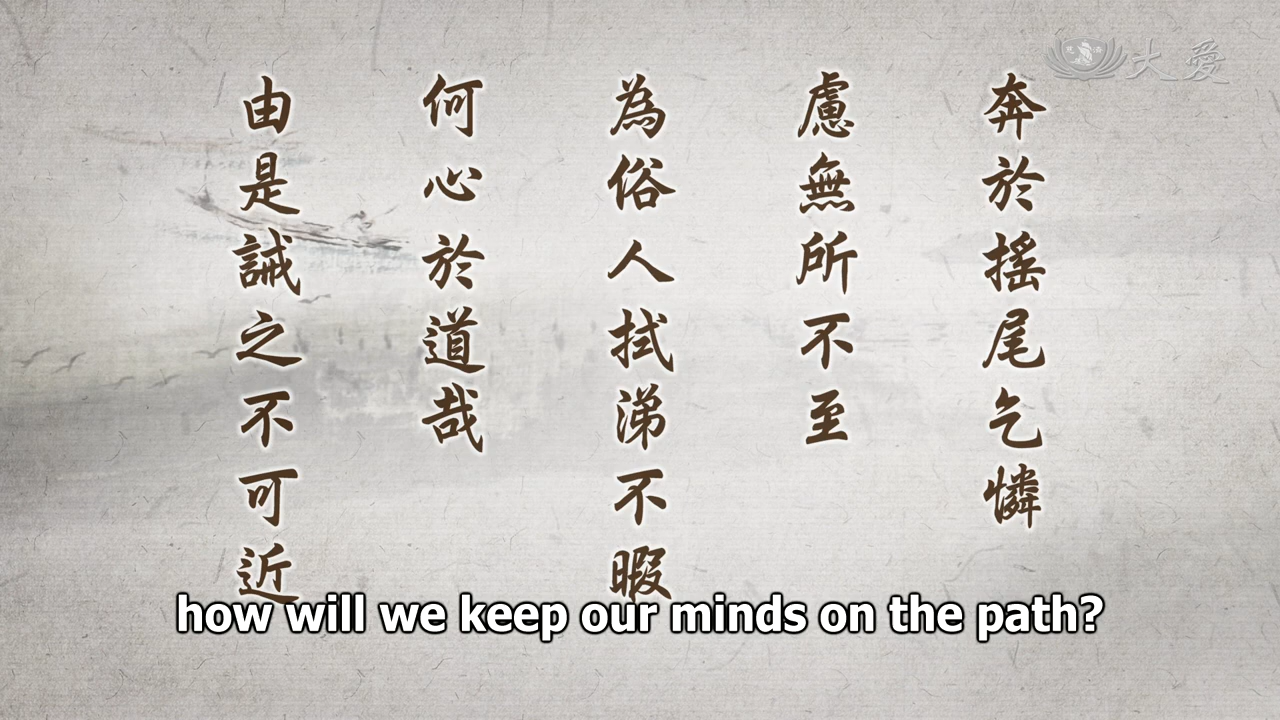 奔於搖尾乞憐
慮無所不至
為俗人拭涕不暇
何心於道哉
由是誡之不可近
how will we keep our minds on the path?
大愛